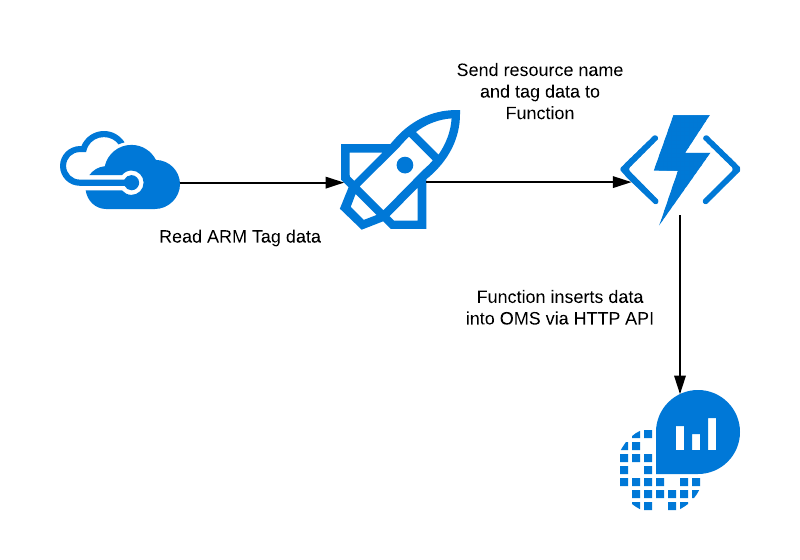 Send resource name
and tag data to
Function
Read ARM Tag data
Function inserts data
into OMS via HTTP API